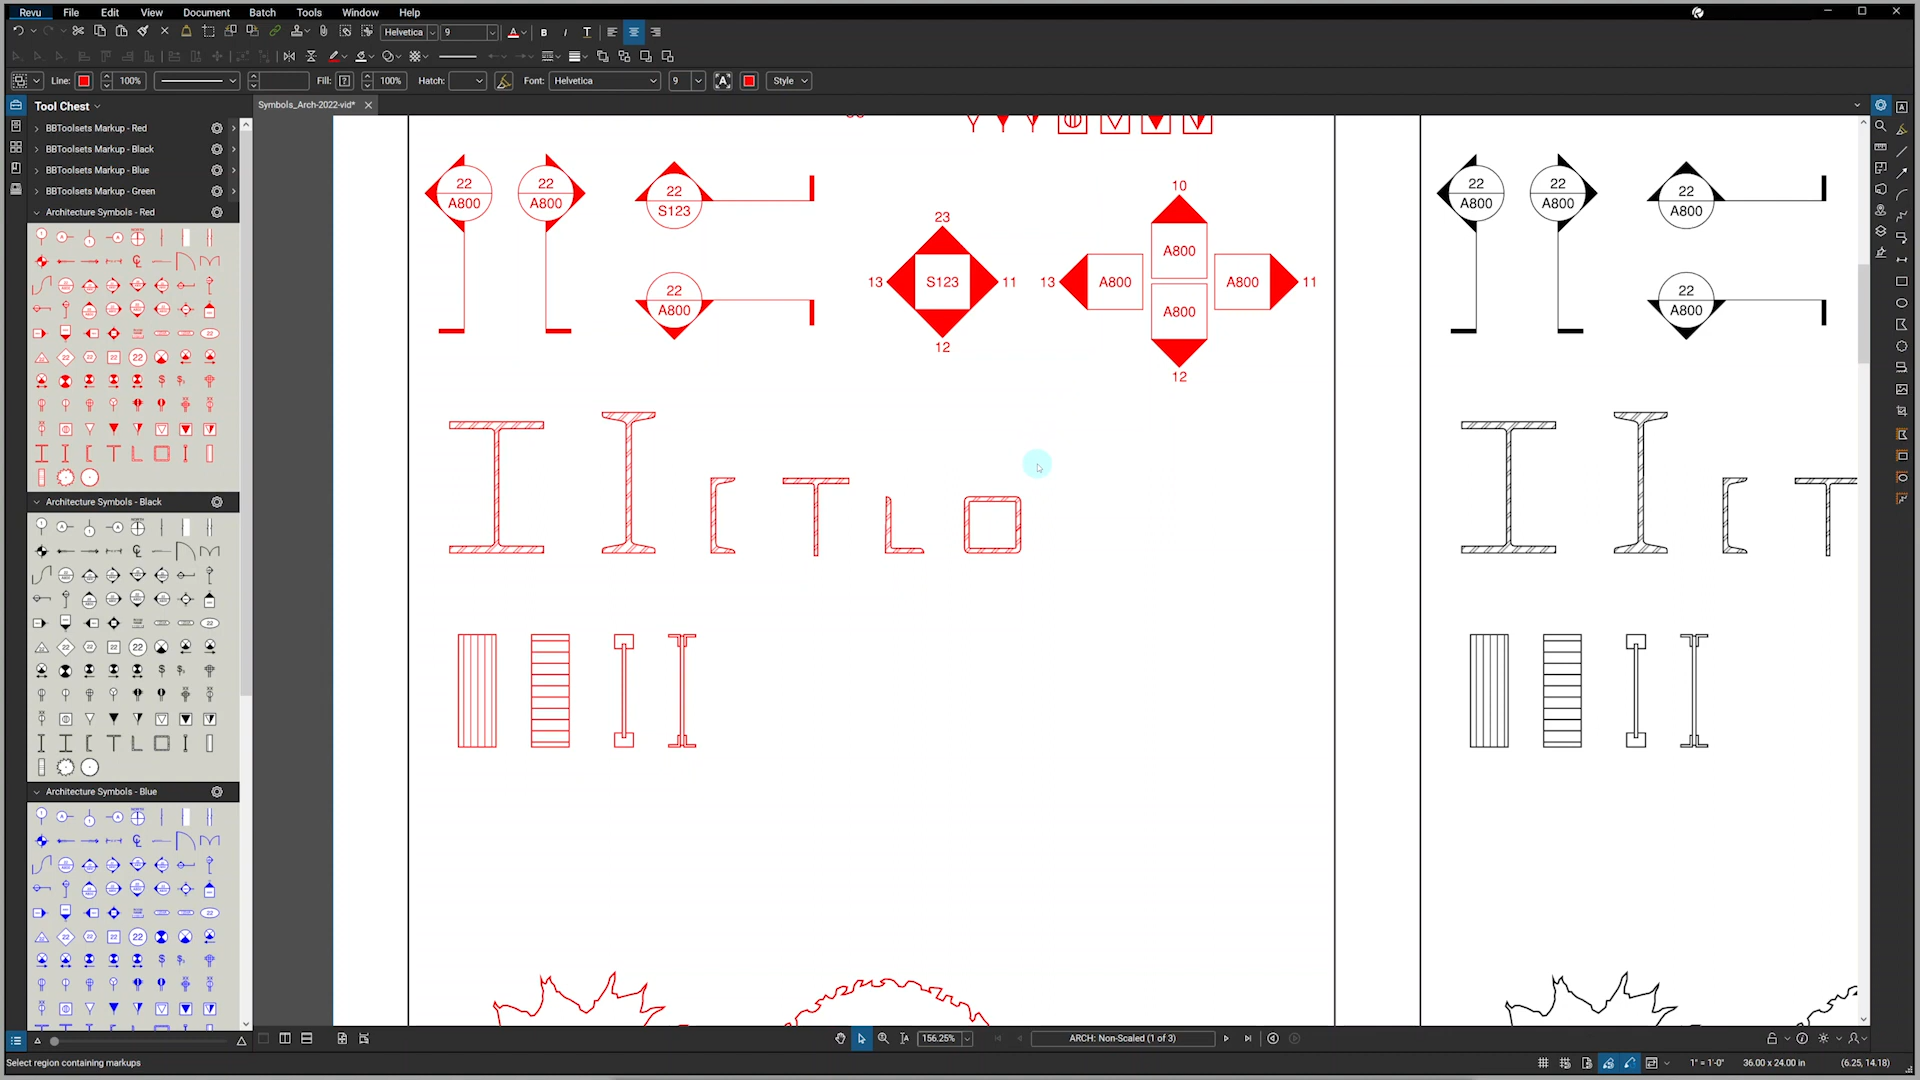 Revu File Edit View Document Batch Tools Window Help
Helvetica 9 A B I T
Line: 100% Fill: ? 100% Hatch: Font: Helvetica 9 A Style
Tool Chest
Symbols_Arch-2022-vid*
BBToolsets Markup - Red
BBToolsets Markup - Black
BBToolsets Markup - Blue
BBToolsets Markup - Green
Architecture Symbols - Red
Architecture Symbols - Black
Architecture Symbols - Blue
22
A800
22
A800
22
S123
22
A800
23
13 S123 11
12
10
A800
13 A800 A800 11
A800
12
22
A800
22
A800
22
A800
22
A800
156.25% ARCH: Non-Scaled (1 of 3)
Select region containing markups
1" = 1'-0" 36.00 x 24.00 in (6.25, 14.18)